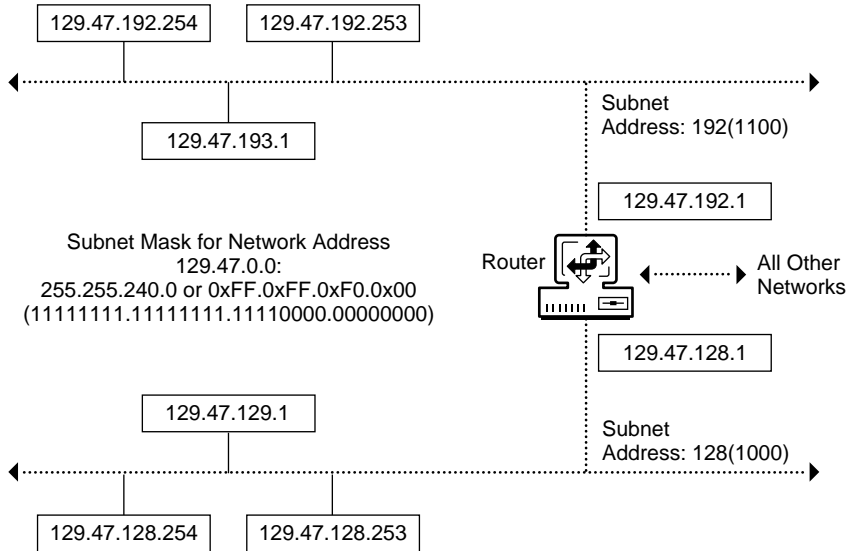 129.47.192.254
129.47.192.253
Subnet
Address: 192(1100)
129.47.193.1
129.47.192.1
Subnet Mask for Network Address
129.47.0.0:
255.255.240.0 or 0xFF.0xFF.0xF0.0x00
(11111111.11111111.11110000.00000000)
Router
All Other
Networks
129.47.128.1
129.47.129.1
Subnet
Address: 128(1000)
129.47.128.254
129.47.128.253